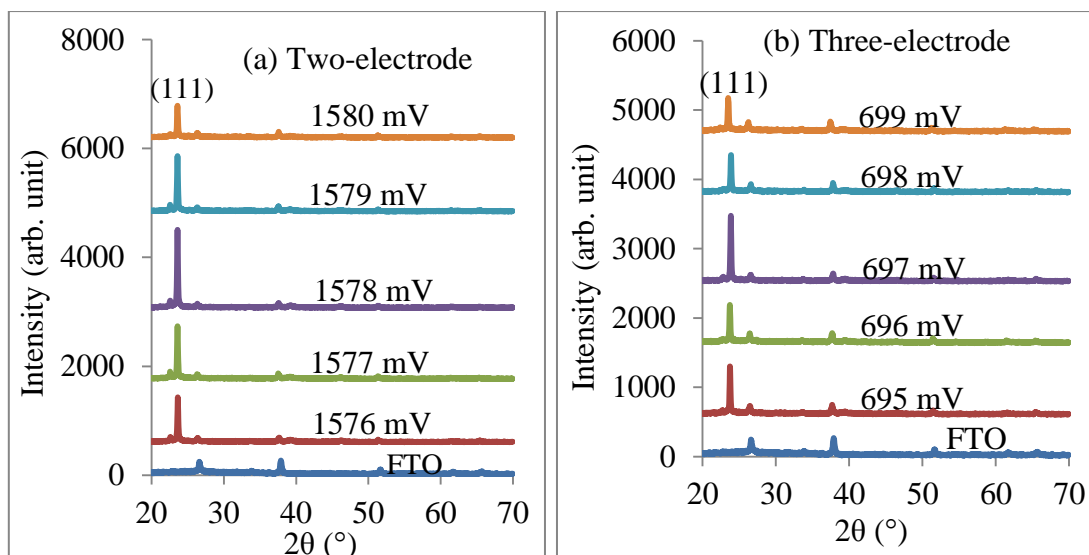 (a) Two-electrode
(111)
1580 mV
1579 mV
1578 mV
1577 mV
1576 mV
FTO
8000
6000
4000
2000
0
20 30 40 50 60 70
2θ (°)
Intensity (arb. unit)
(b) Three-electrode
(111)
699 mV
698 mV
697 mV
696 mV
695 mV
FTO
6000
5000
4000
3000
2000
1000
0
20 30 40 50 60 70
2θ (°)
Intensity (arb. unit)